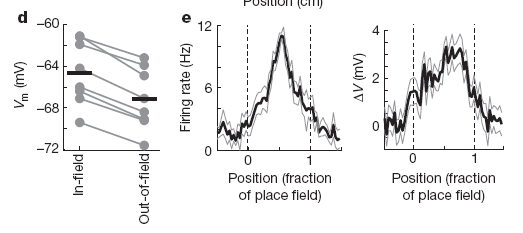 Position (cm)
d
e
−60
−64
−68
−72
Vm (mV)
In-field
Out-of-field
12
6
0
Firing rate (Hz)
0
1
Position (fraction
of place field)
4
2
0
ΔV (mV)
0
1
Position (fraction
of place field)